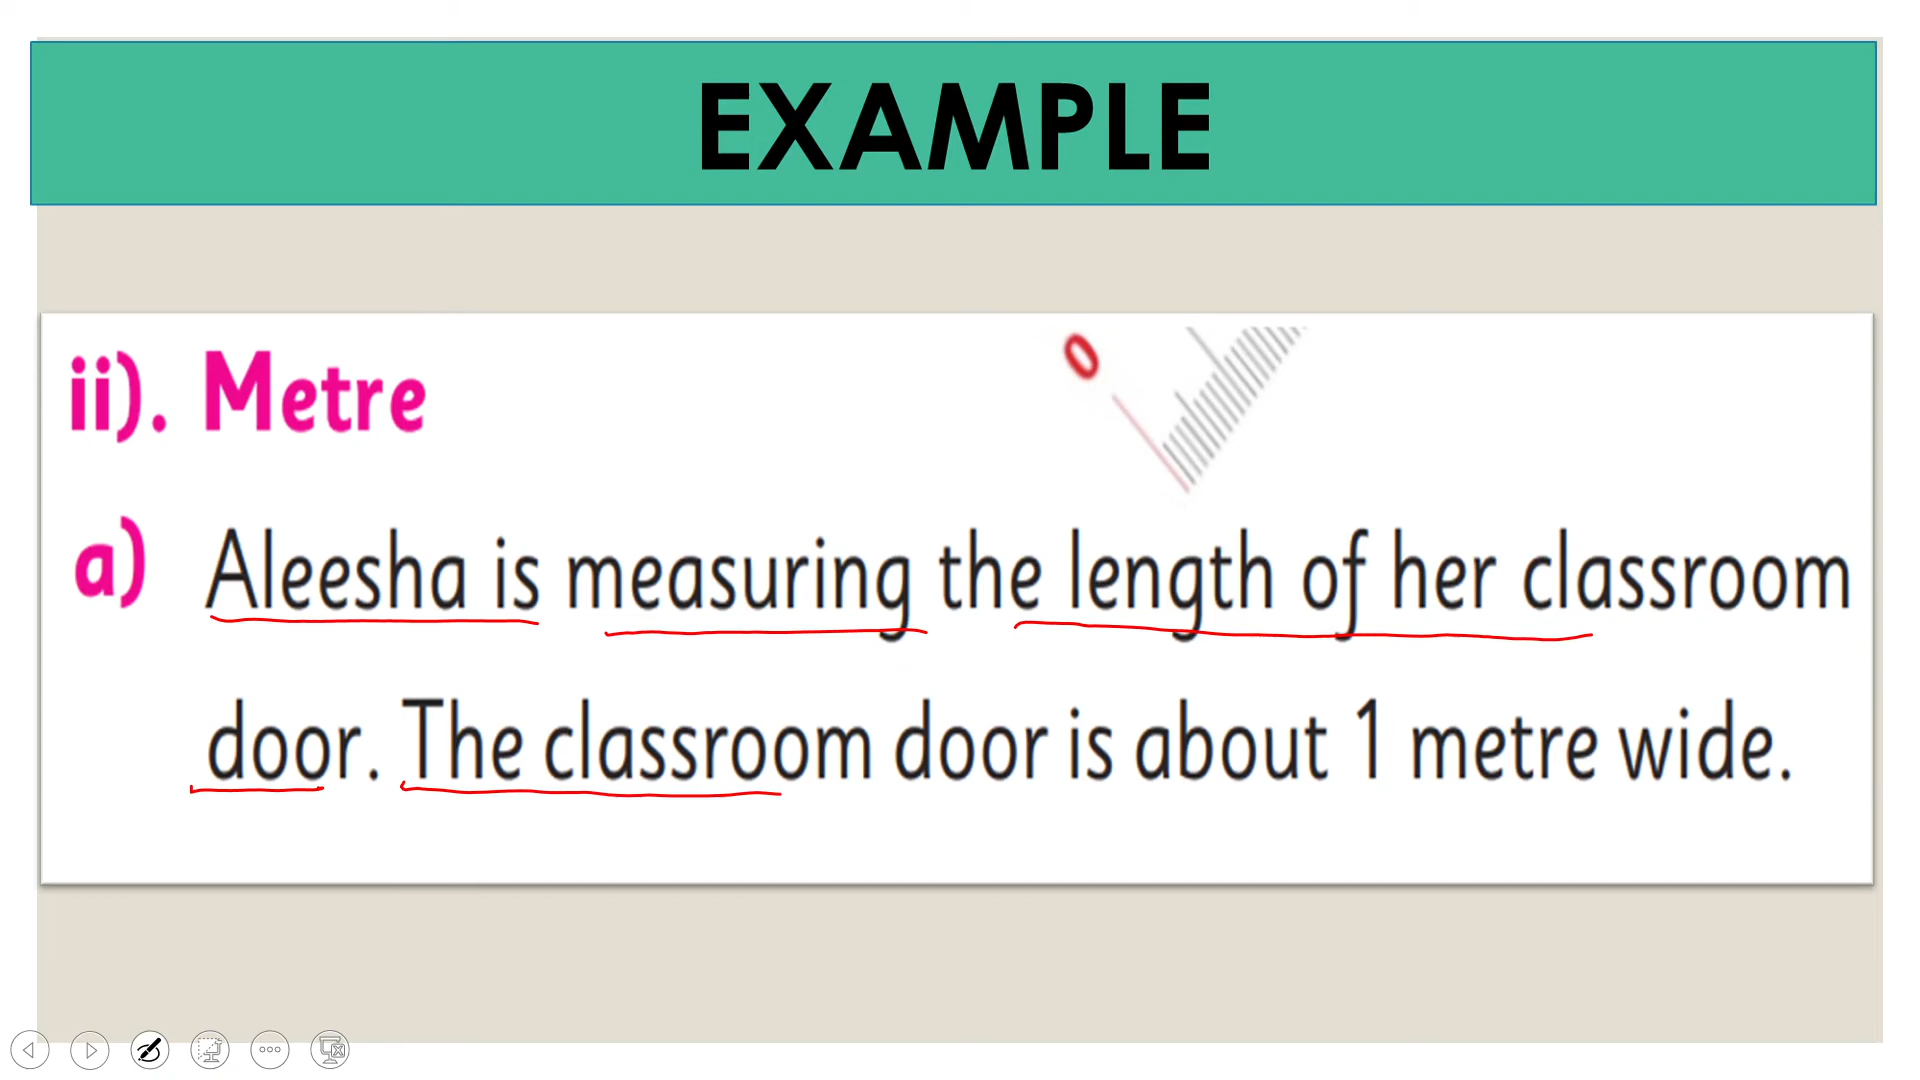 EXAMPLE
ii). Metre
0
a) Aleesha is measuring the length of her classroom
door. The classroom door is about 1 metre wide.